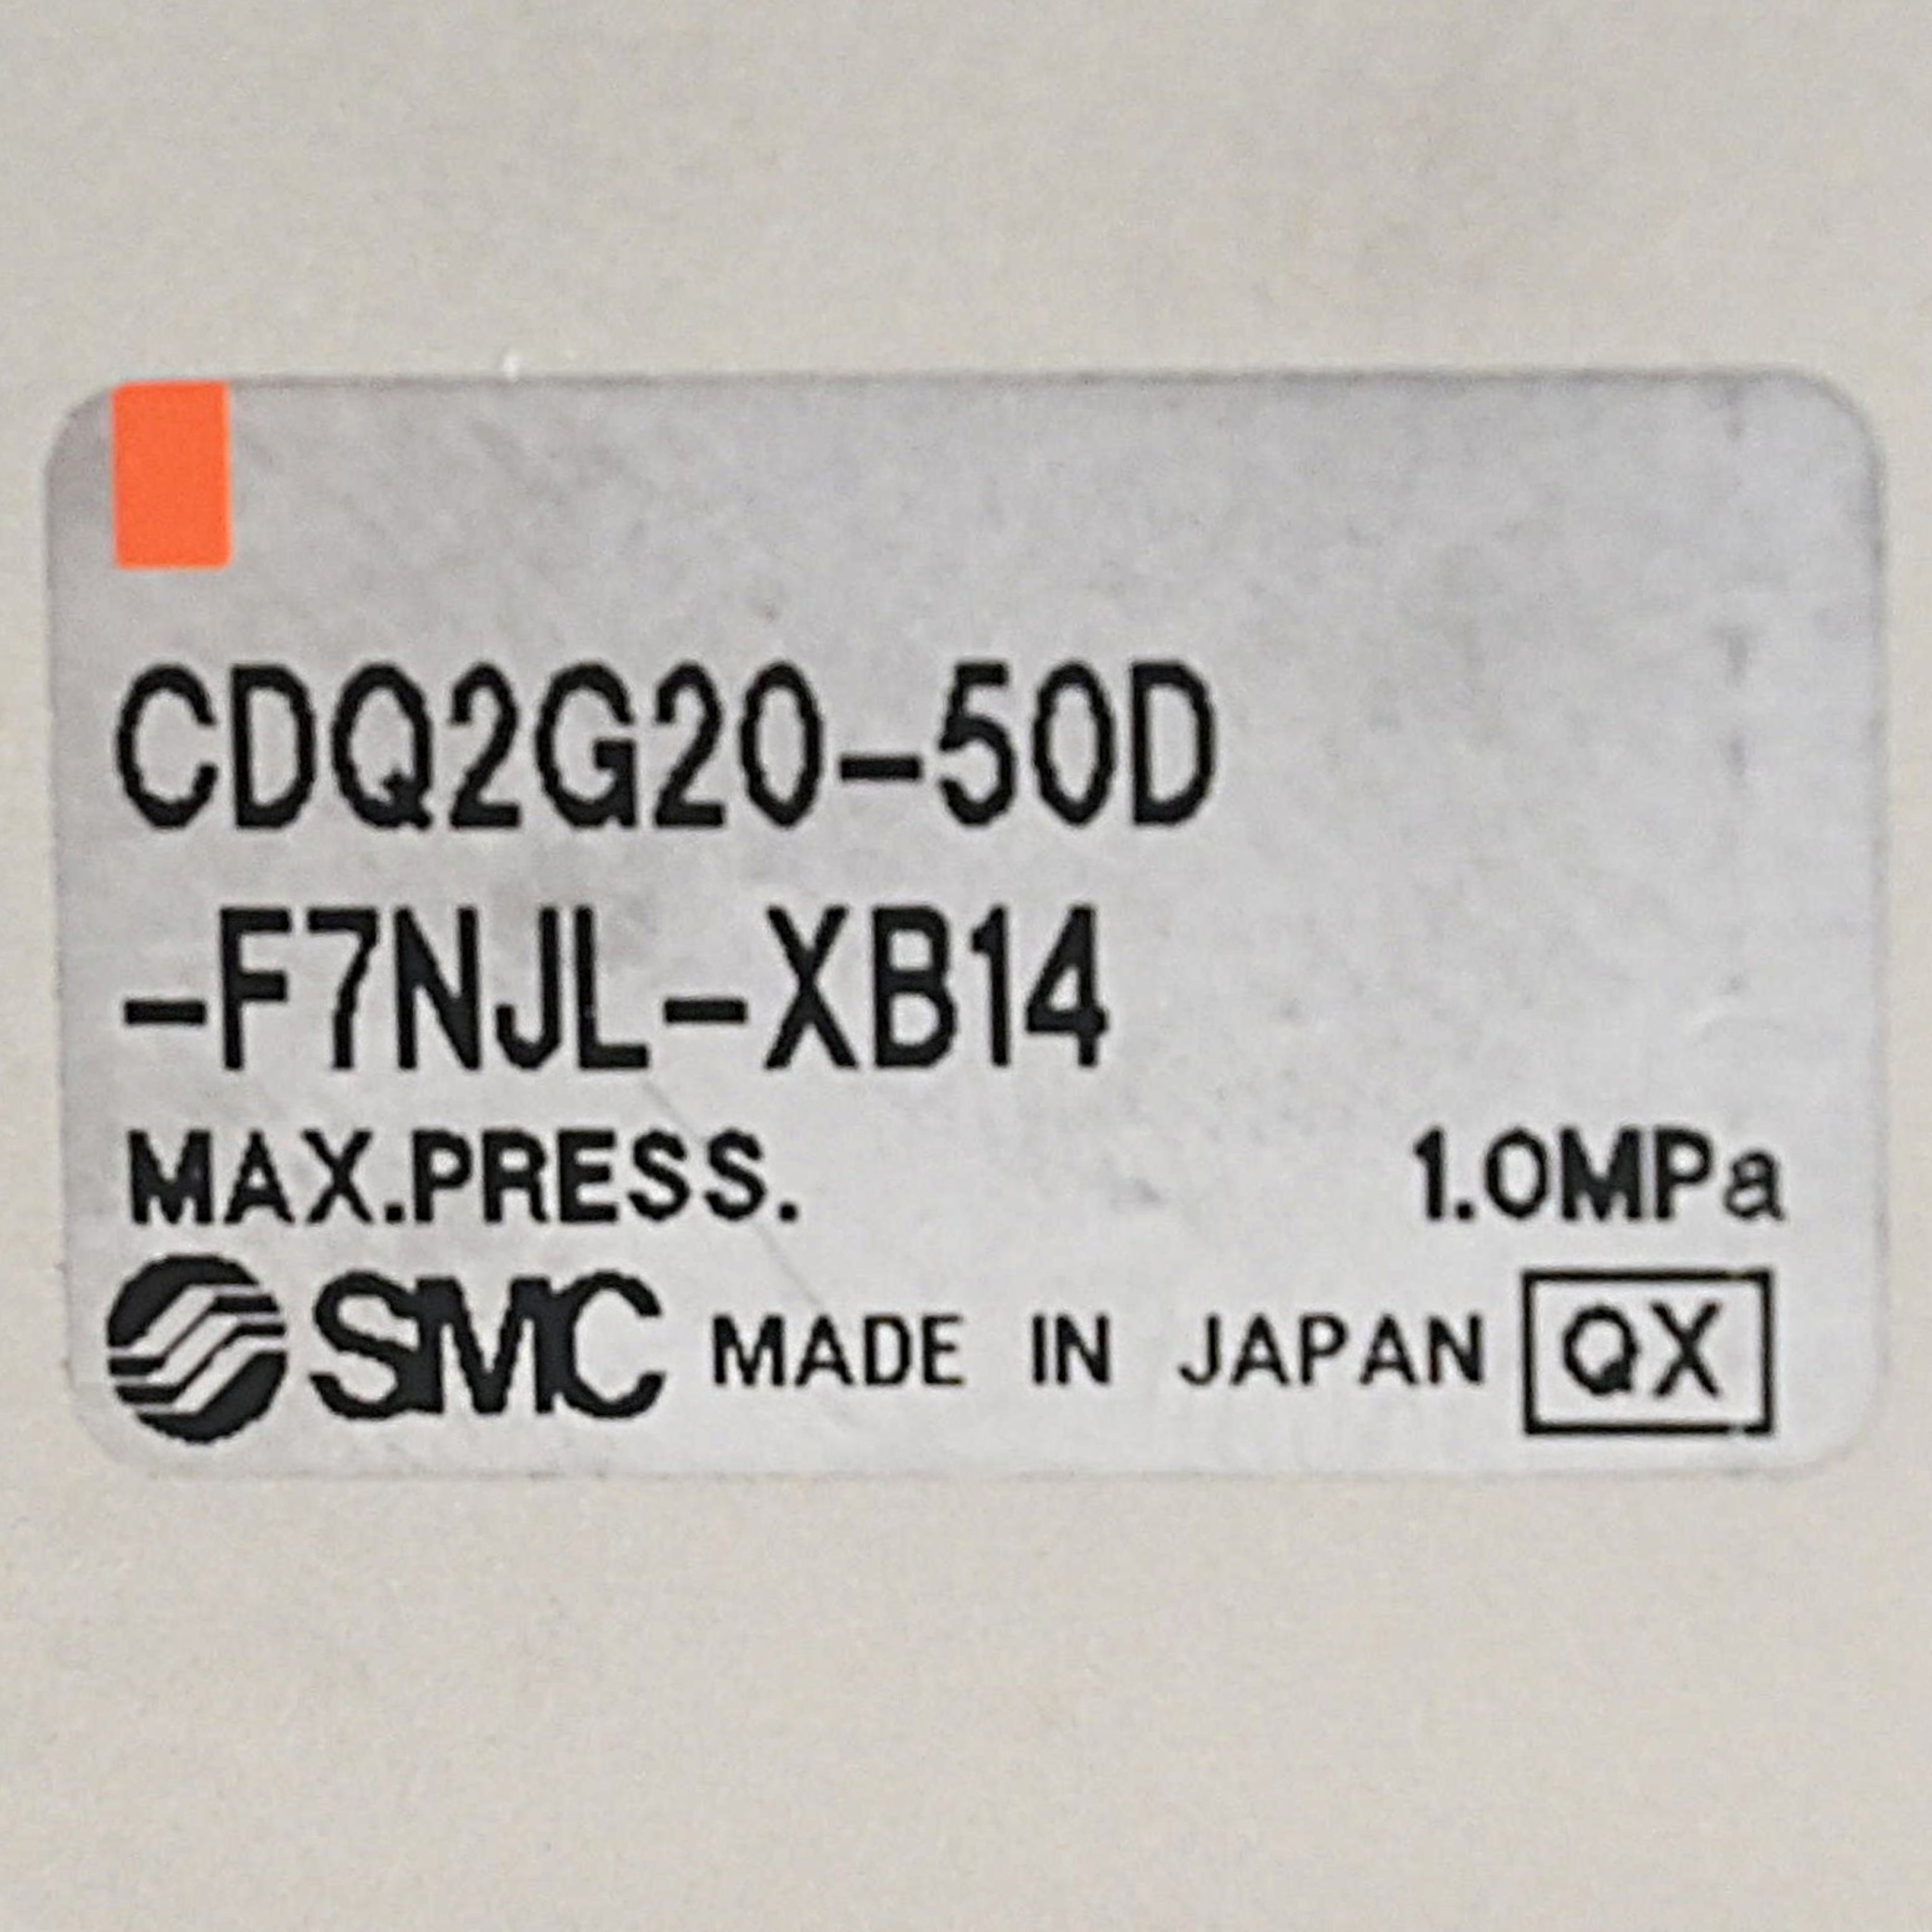 CDQ2G20-50D
-F7NJL-XB14
MAX.PRESS. 1.0MPa
SMC MADE IN JAPAN QX